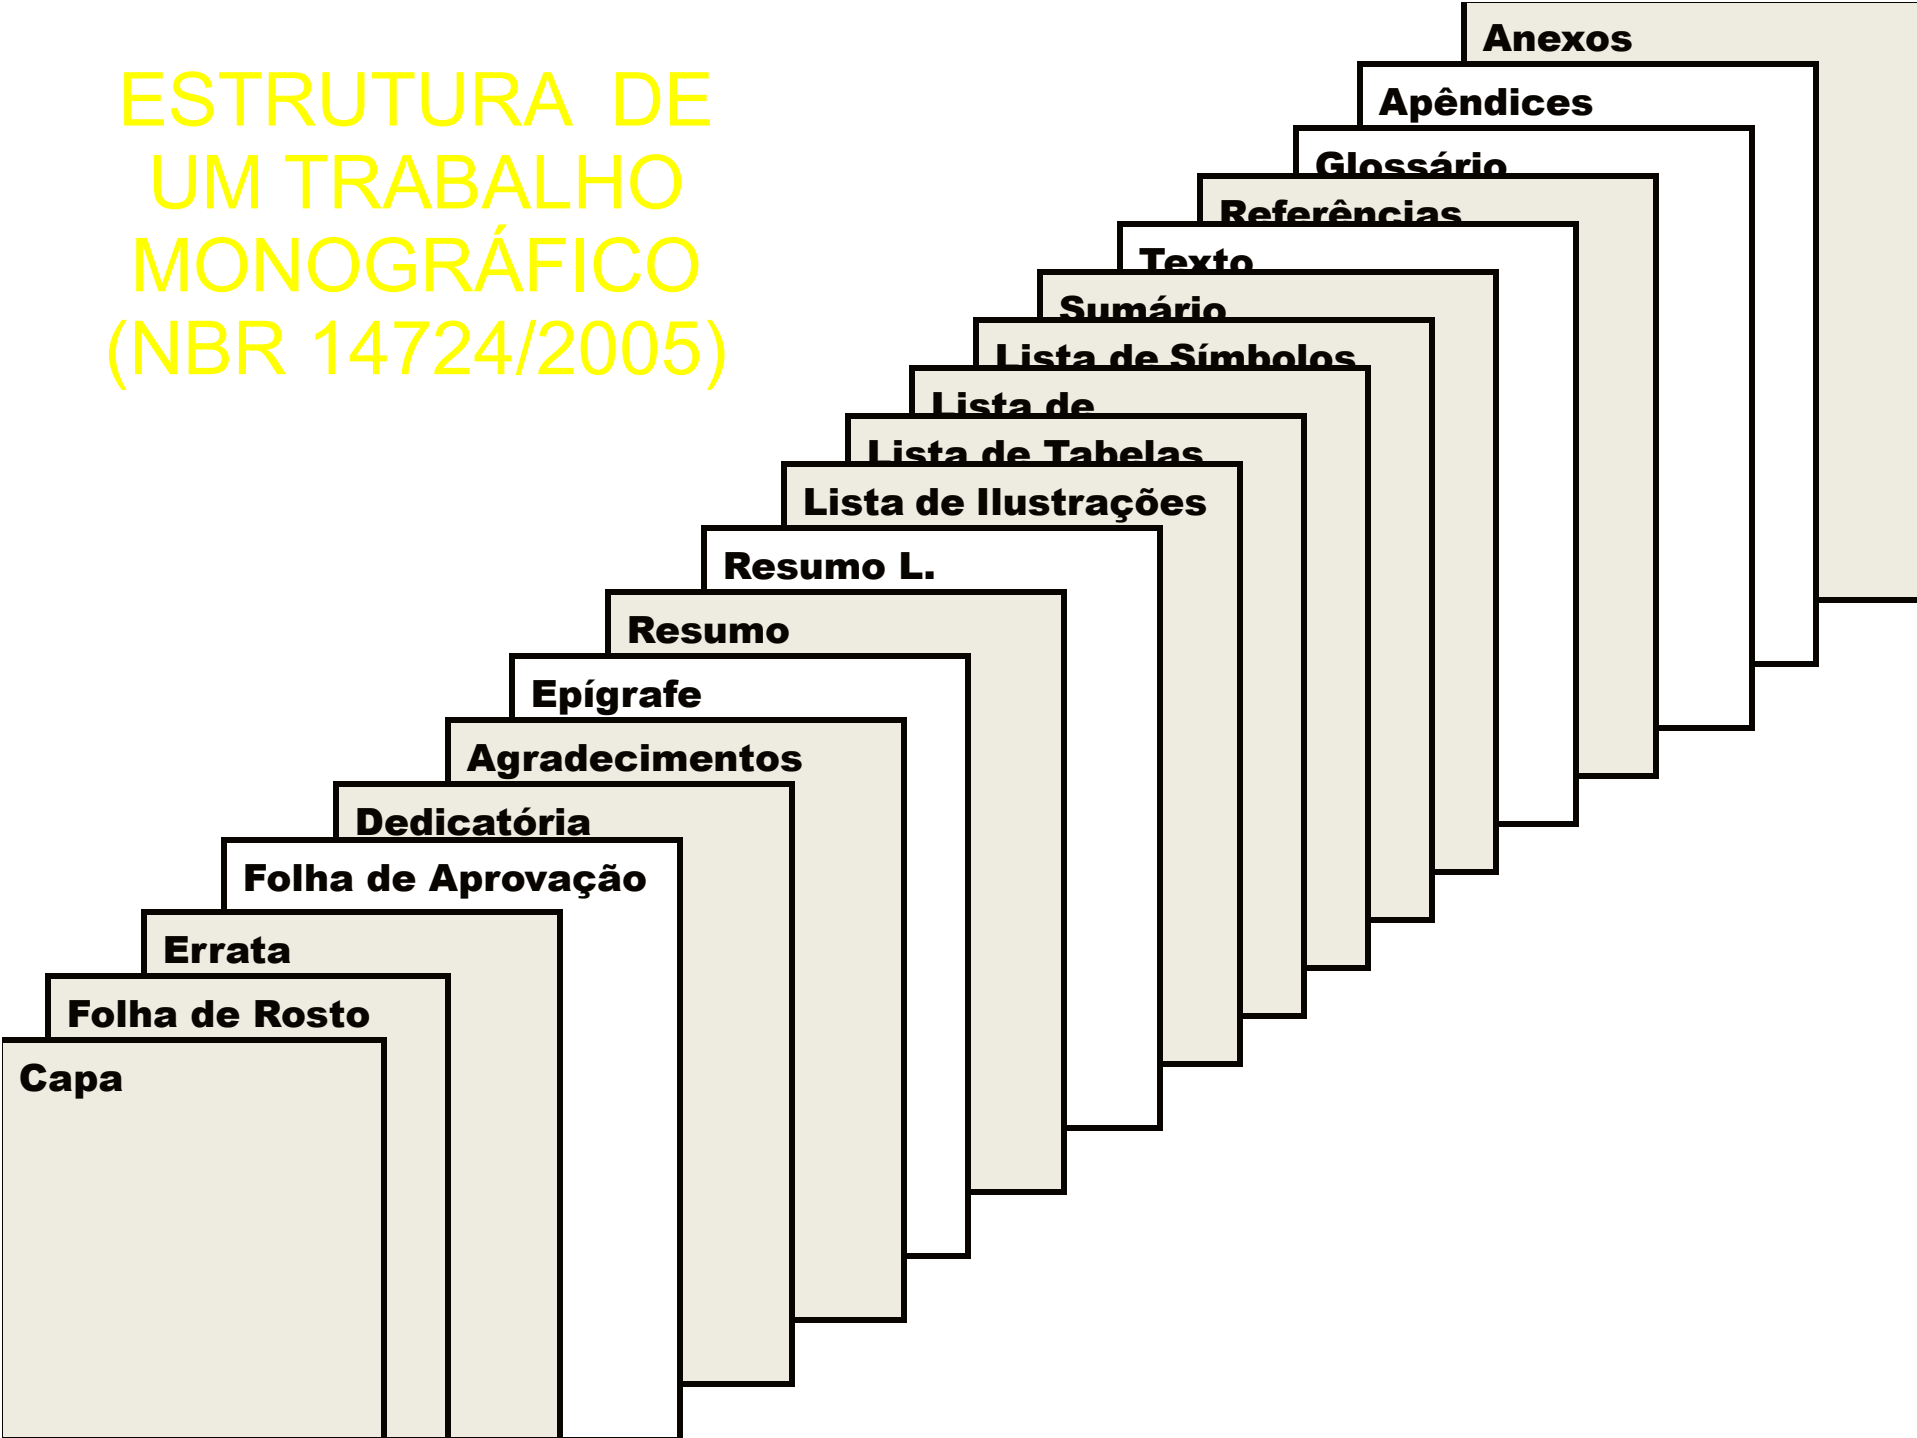 ESTRUTURA DE
UM TRABALHO
MONOGRÁFICO
(NBR 14724/2005)
Anexos
Apêndices
Glossário
Referências
Texto
Sumário
Lista de Símbolos
Lista de
Lista de Tabelas
Lista de Ilustrações
Resumo L.
Resumo
Epígrafe
Agradecimentos
Dedicatória
Folha de Aprovação
Errata
Folha de Rosto
Capa